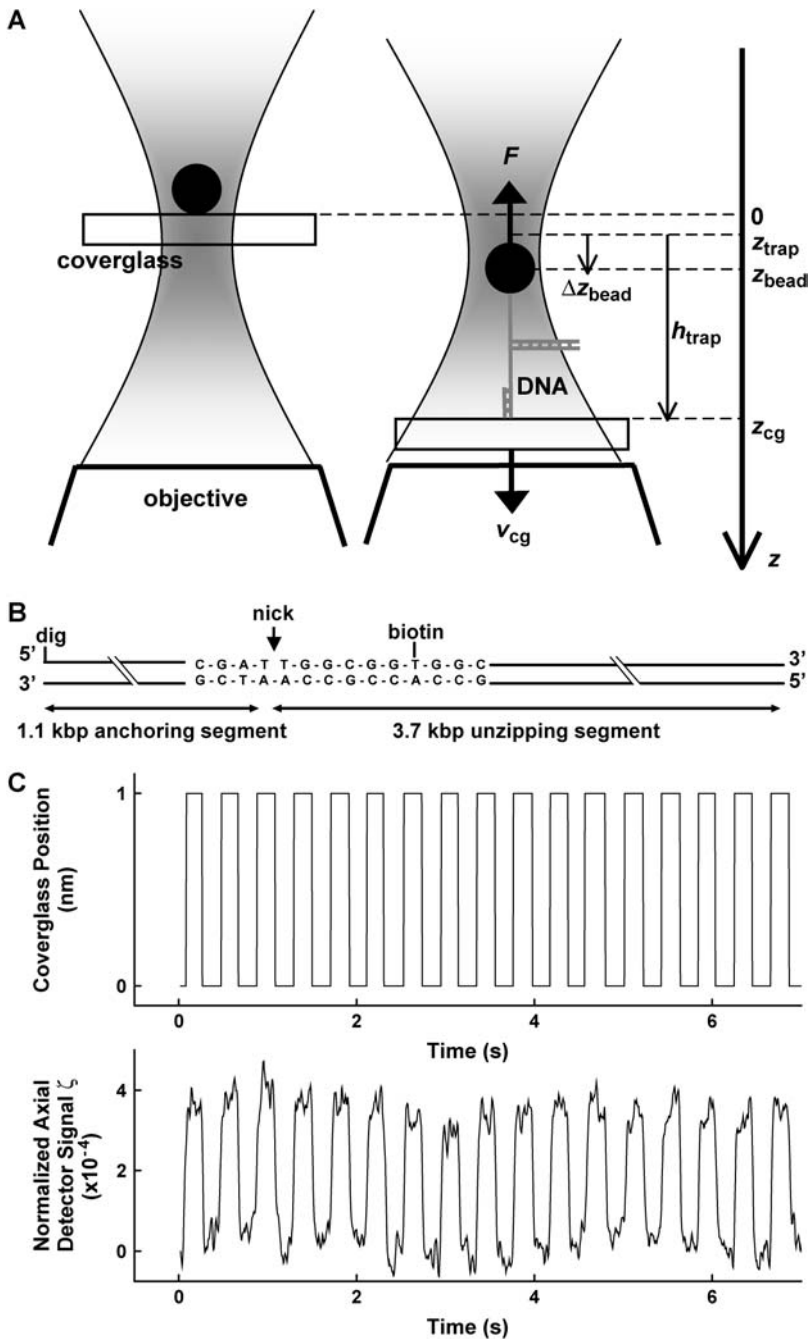 A
F
0
z_trap
z_bead
Δz_bead
h_trap
coverglass
DNA
z_cg
objective
v_cg
z
B
nick
dig
biotin
5’ C-G-A-T-T-G-G-C-G-G-T-G-G-C 3’
3’ G-C-T-A-A-C-C-G-C-C-A-C-C-G 5’
1.1 kbp anchoring segment 3.7 kbp unzipping segment
C
Coverglass Position
(nm)
1
0
0 2 4 6
Time (s)
Normalized Axial
Detector Signal ζ
(x10⁻⁴)
4
2
0
0 2 4 6
Time (s)